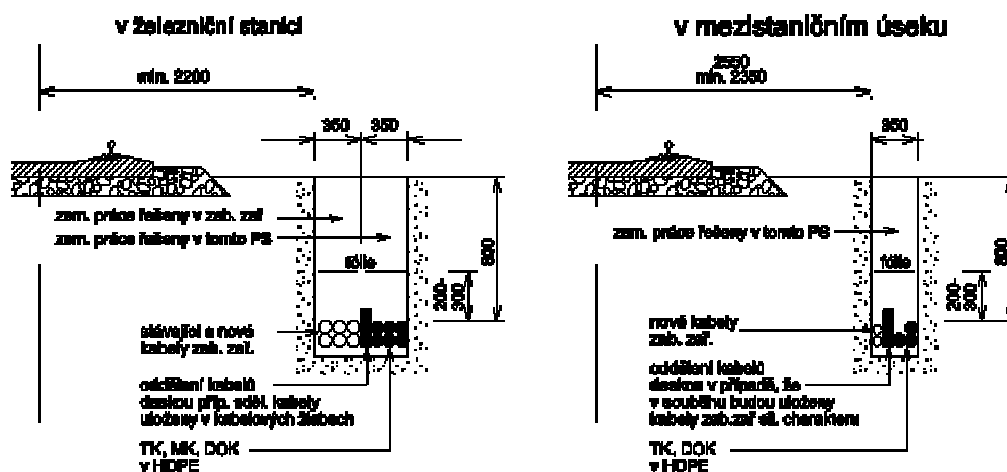 v železniční stanici
min. 2200
350 350
zem. práce řešeny v zab. zař
zem. práce řešeny v tomto PS
fólie
800
200-
300
stávající a nové
kabely zab. zař.
oddělení kabelů
deskou příp. sděl. kabely
uloženy v kabelových žlabech
TK, MK, DOK
v HDPE
v mezistaničním úseku
2550
min. 2350
350
zem. práce řešeny v tomto PS
fólie
800
200-
300
nové kabely
zab. zař.
oddělení kabelů
deskou v případě, že
v souběhu budou uloženy
kabely zab.zař sil. charakteru
TK, DOK
v HDPE